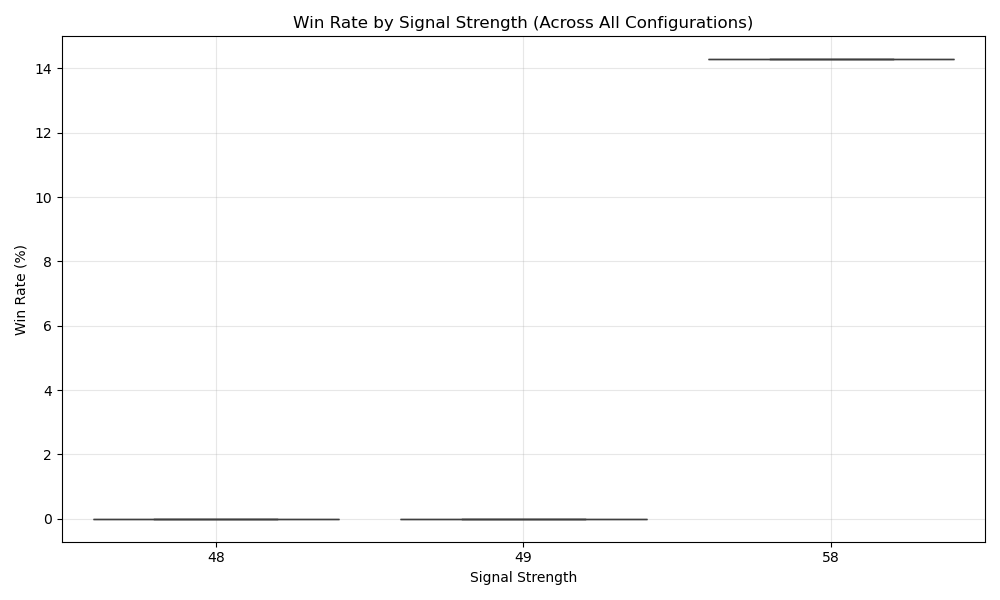 Win Rate by Signal Strength (Across All Configurations)
14
12
10
8
6
4
2
0
Win Rate (%)
48 49 58
Signal Strength